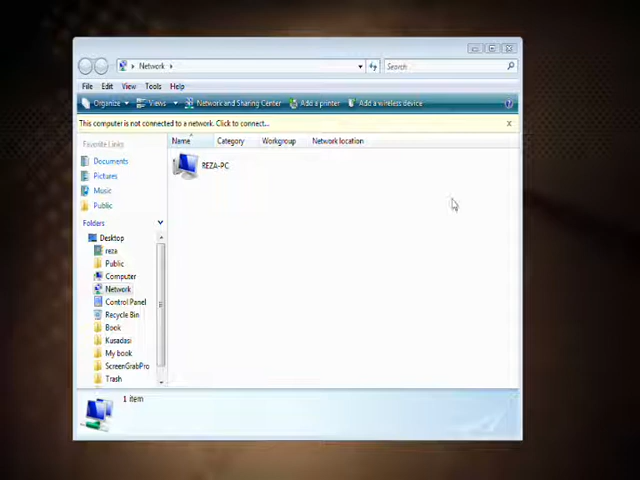 Network
Search
File Edit View Tools Help
Organize Views Network and Sharing Center Add a printer Add a wireless device
This computer is not connected to a network. Click to connect...
Favorite Links
Name Category Workgroup Network location
REZA-PC
Documents
Pictures
Music
Public
Folders
Desktop
reza
Public
Computer
Network
Control Panel
Recycle Bin
Book
Kusadasi
My book
ScreenGrabPro
Trash
1 item